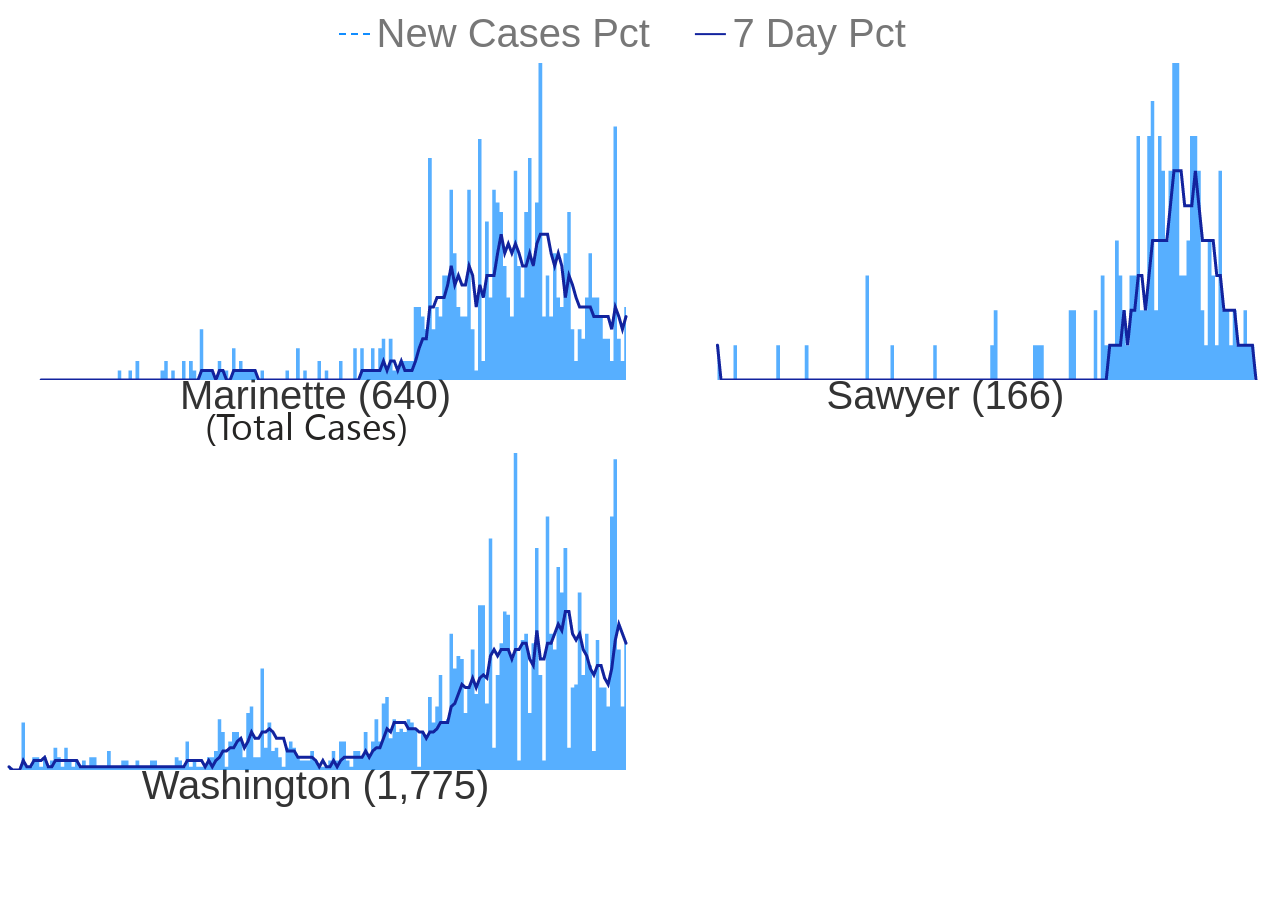 New Cases Pct 7 Day Pct
Marinette (640)
(Total Cases)
Sawyer (166)
Washington (1,775)